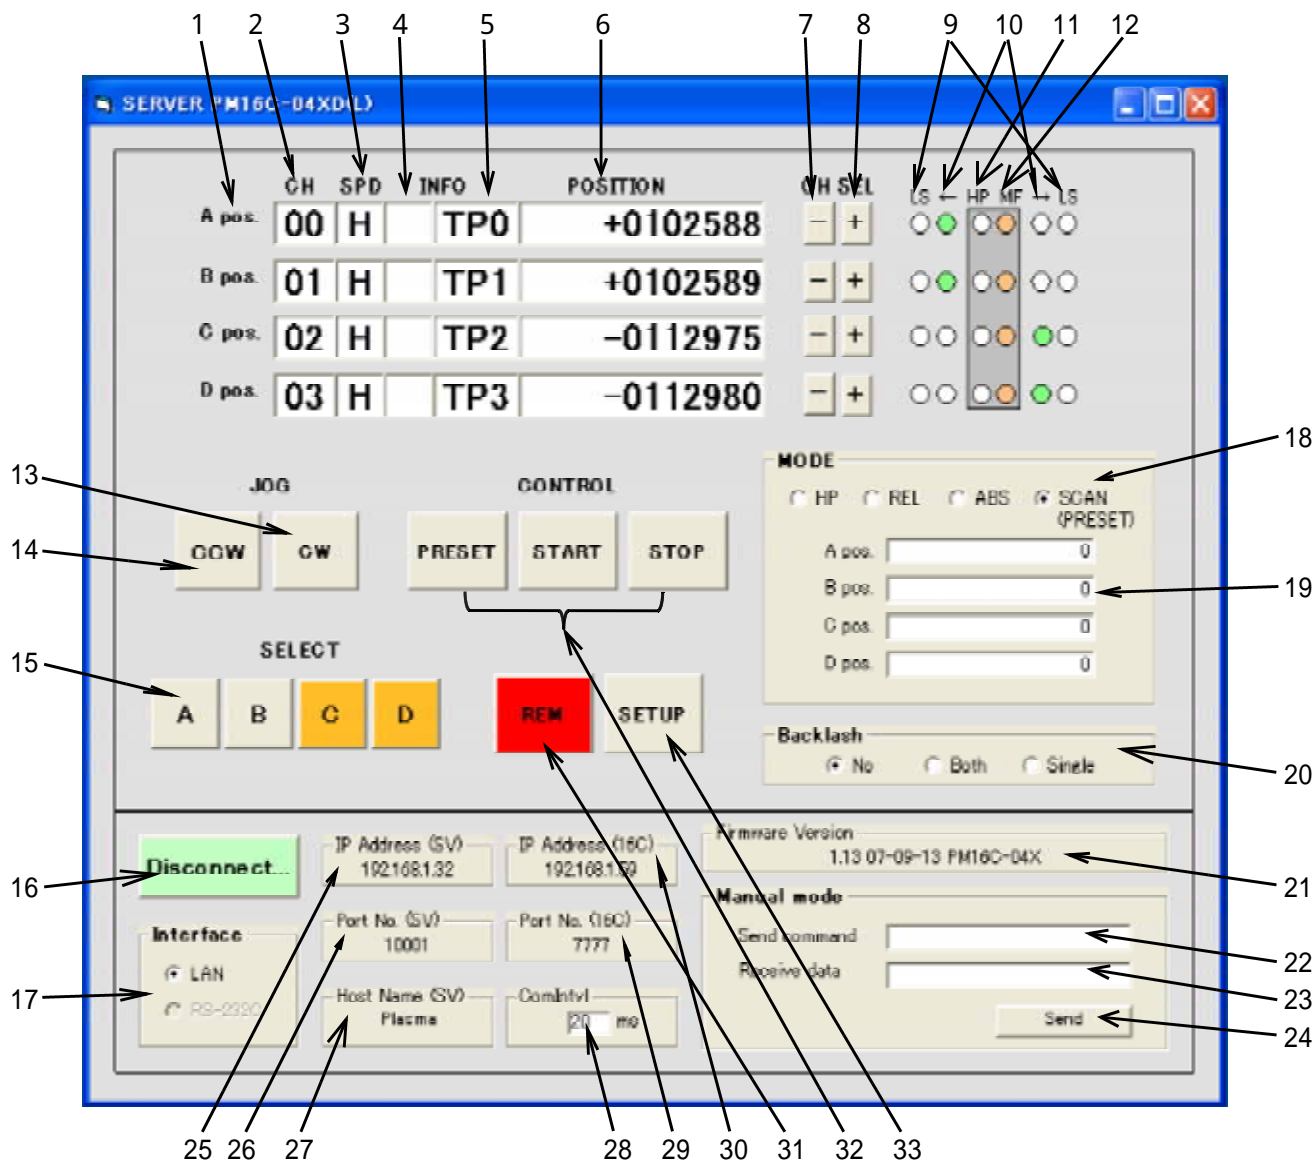 1 2 3 4 5 6 7 8 9 10 11 12
SERVER PM16C-04XD(L)
CH SPD INFO POSITION CH SEL LS ← HP MF → LS
A pos. 00 H TP0 +0102588 - +
B pos. 01 H TP1 +0102589 - +
C pos. 02 H TP2 -0112975 - +
D pos. 03 H TP3 -0112980 - +
18
MODE
13
JOG CONTROL
HP REL ABS SCAN
(PRESET)
14
CCW CW PRESET START STOP
A pos. 0
B pos. 0
19
C pos. 0
D pos. 0
SELECT
15
A B C D REM SETUP
Backlash
No Both Single
20
Disconnect...
16
IP Address (SV)
192.168.1.32
IP Address (16C)
192.168.1.59
Firmware Version
1.13 07-09-13 PM16C-04X
21
Manual mode
Interface
LAN
RS-232C
17
Port No. (SV)
10001
Port No. (16C)
7777
Send command
22
Receive data
23
Host Name (SV)
Plasma
ComIntvl
20 ms
Send
24
25 26 27 28 29 30 31 32 33